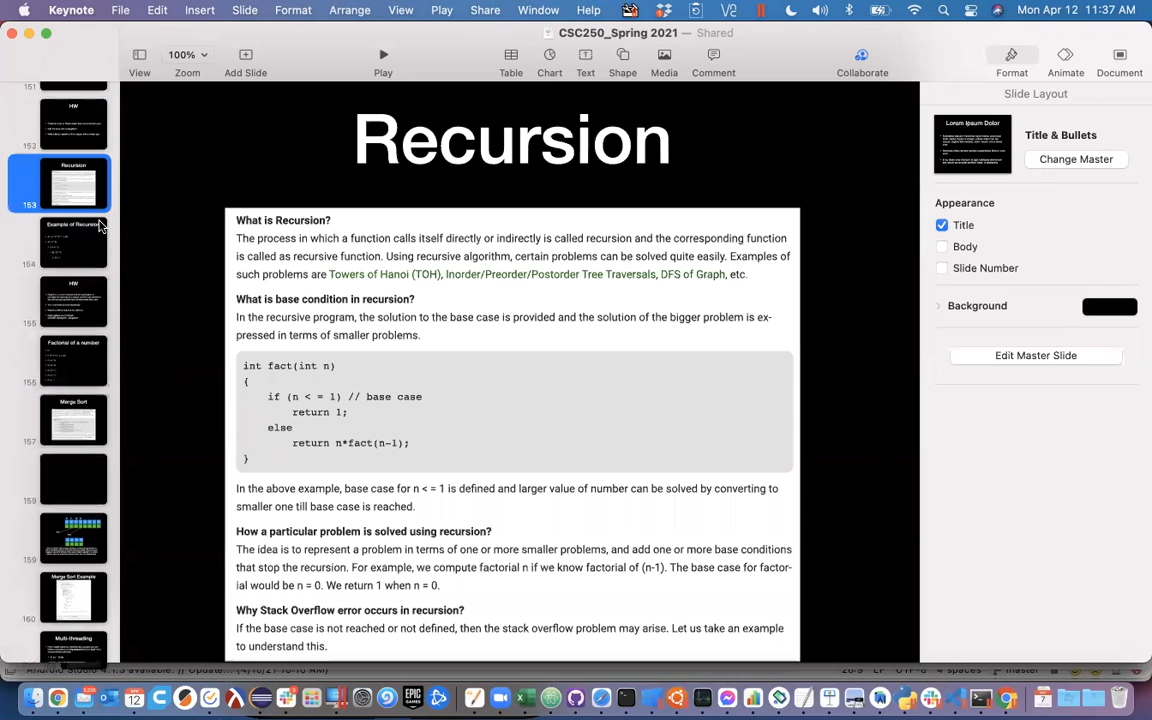 Keynote File Edit Insert Slide Format Arrange View Play Share Window Help Mon Apr 12 11:37 AM
CSC250_Spring 2021 — Shared
100%
View Zoom Add Slide Play Table Chart Text Shape Media Comment Collaborate Format Animate Document
Slide Layout
151
HW
153
Recursion
153
Example of Recursion
154
HW
155
Factorial of a number
156
Merge Sort
157
159
159
Merge Sort Example
160
Multi-threading
Recursion
What is Recursion?
The process in which a function calls itself directly or indirectly is called recursion and the corresponding function
is called as recursive function. Using recursive algorithm, certain problems can be solved quite easily. Examples of
such problems are Towers of Hanoi (TOH), Inorder/Preorder/Postorder Tree Traversals, DFS of Graph, etc.
What is base condition in recursion?
In the recursive program, the solution to the base case is provided and the solution of the bigger problem is ex-
pressed in terms of smaller problems.
int fact(int n)
{
if (n < = 1) // base case
return 1;
else
return n*fact(n-1);
}
In the above example, base case for n < = 1 is defined and larger value of number can be solved by converting to
smaller one till base case is reached.
How a particular problem is solved using recursion?
The idea is to represent a problem in terms of one or more smaller problems, and add one or more base conditions
that stop the recursion. For example, we compute factorial n if we know factorial of (n-1). The base case for factor-
ial would be n = 0. We return 1 when n = 0.
Why Stack Overflow error occurs in recursion?
If the base case is not reached or not defined, then the stack overflow problem may arise. Let us take an example
to understand this.
Lorem Ipsum Dolor
Title & Bullets
Change Master
Appearance
Title
Body
Slide Number
Background
Edit Master Slide